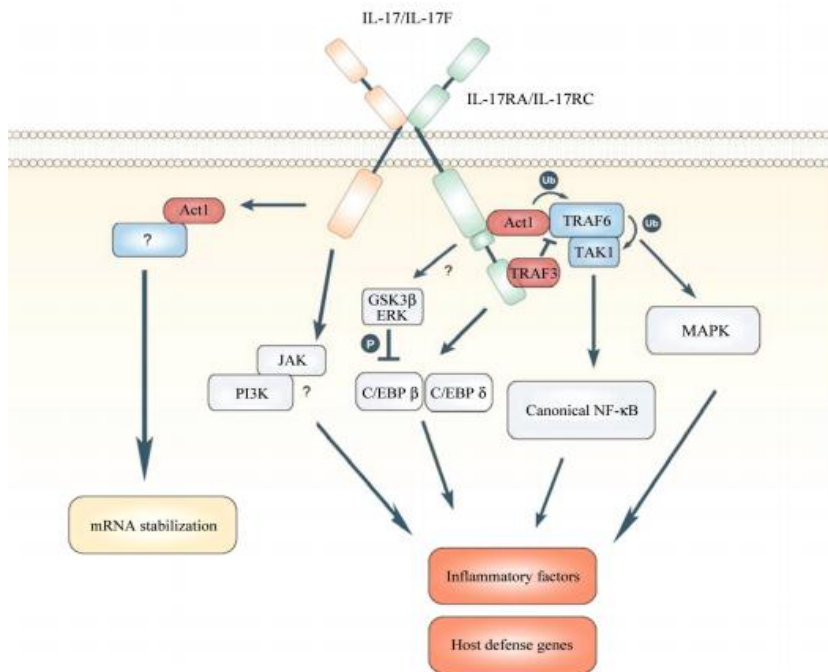 IL-17/IL-17F
IL-17RA/IL-17RC
Ub
Act1
Act1
TRAF6
Ub
?
TAK1
TRAF3
?
GSK3β
ERK
MAPK
P
JAK
PI3K
?
C/EBP β
C/EBP δ
Canonical NF-κB
mRNA stabilization
Inflammatory factors
Host defense genes